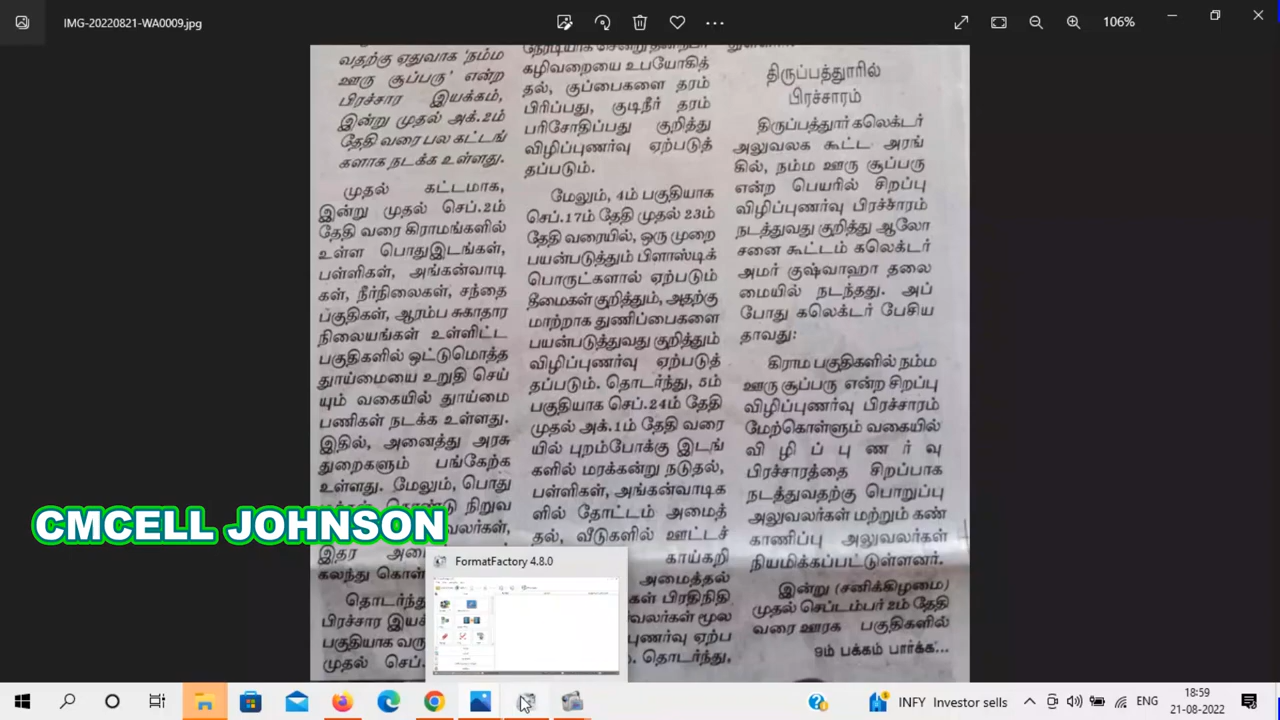 IMG-20220821-WA0009.jpg
106%
வதற்கு ஏதுவாக 'நம்ம
ஊரு சூப்பரு' என்ற
பிரச்சார இயக்கம்,
இன்று முதல் அக்.2ம்
தேதி வரை பல கட்டங்
களாக நடக்க உள்ளது.
முதல் கட்டமாக,
இன்று முதல் செப்.2ம்
தேதி வரை கிராமங்களில்
உள்ள பொதுஇடங்கள்,
பள்ளிகள், அங்கன்வாடி
கள், நீர்நிலைகள், சந்தை
பகுதிகள், ஆரம்ப சுகாதார
நிலையங்கள் உள்ளிட்ட
பகுதிகளில் ஒட்டுமொத்த
தூய்மையை உறுதி செய்
யும் வகையில் தூய்மை
பணிகள் நடக்க உள்ளது.
இதில், அனைத்து அரசு
துறைகளும் பங்கேற்க
உள்ளது. மேலும், பொது
நிறுவ
வலர்கள்,
இதர
கலந்து கொள்
தொடர்ந்
பிரச்சார
பகுதியாக வரு
முதல் செப்.
நேரடியாக சென்று
கழிவறையை உபயோகித்
தல், குப்பைகளை தரம்
பிரிப்பது, குடிநீர் தரம்
பரிசோதிப்பது குறித்து
விழிப்புணர்வு ஏற்படுத்
தப்படும்.
மேலும், 4ம் பகுதியாக
செப்.17ம் தேதி முதல் 23ம்
தேதி வரையில், ஒரு முறை
பயன்படுத்தும் பிளாஸ்டிக்
பொருட்களால் ஏற்படும்
தீமைகள் குறித்தும், அதற்கு
மாற்றாக துணிப்பைகளை
பயன்படுத்துவது குறித்தும்
விழிப்புணர்வு ஏற்படுத்
தப்படும். தொடர்ந்து, 5ம்
பகுதியாக செப்.24ம் தேதி
முதல் அக்.1ம் தேதி வரை
யில் புறம்போக்கு இடங்
களில் மரக்கன்று நடுதல்,
பள்ளிகள், அங்கன்வாடிக
ளில் தோட்டம் அமைத்
தல், வீடுகளில் ஊட்டச்
காய்கறி
அமைத்தல்
கள் பிரதிநிதி
வலர்கள் மூல
புணர்வு ஏற்ப
தொடர்ந்து,
திருப்பத்தூரில்
பிரச்சாரம்
திருப்பத்தூர் கலெக்டர்
அலுவலக கூட்ட அரங்
கில், நம்ம ஊரு சூப்பரு
என்ற பெயரில் சிறப்பு
விழிப்புணர்வு பிரச்சாரம்
நடத்துவது குறித்து ஆலோ
சனை கூட்டம் கலெக்டர்
அமர் குஷ்வாஹா தலை
மையில் நடந்தது. அப்
போது கலெக்டர் பேசிய
தாவது:
கிராம பகுதிகளில் நம்ம
ஊரு சூப்பரு என்ற சிறப்பு
விழிப்புணர்வு பிரச்சாரம்
மேற்கொள்ளும் வகையில்
வி ழி ப் பு ண ர் வு
பிரச்சாரத்தை சிறப்பாக
நடத்துவதற்கு பொறுப்பு
அலுவலர்கள் மற்றும் கண்
காணிப்பு அலுவலர்கள்
நியமிக்கப்பட்டுள்ளனர்.
இன்று (சனிக்கிழமை)
முதல் செப்டம்பர் 2ம் தேதி
வரை ஊரக பகுதிகளில்
9ம் பக்கம் பார்க்க...
CMCELL JOHNSON
FormatFactory 4.8.0
INFY Investor sells
ENG
18:59
21-08-2022